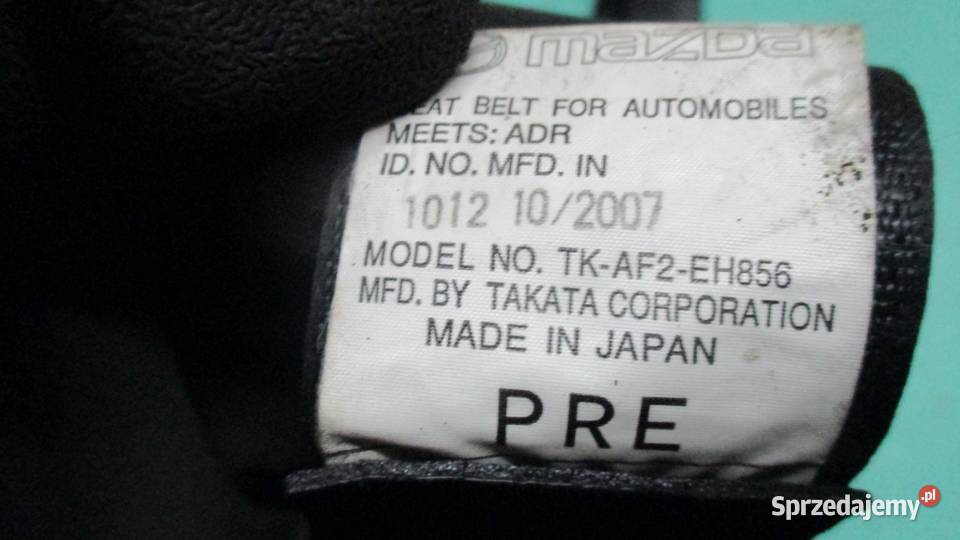 mazda
EAT BELT FOR AUTOMOBILES
MEETS: ADR
ID. NO. MFD. IN
1012 10/2007
MODEL NO. TK-AF2-EH856
MFD. BY TAKATA CORPORATION
MADE IN JAPAN
PRE
Sprzedajemy.pl